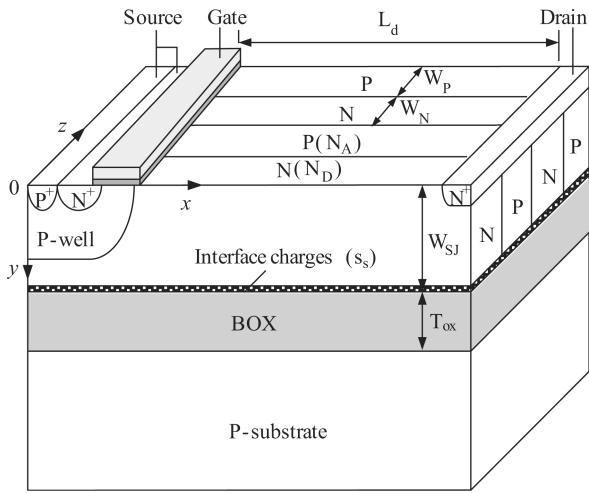 Source
Gate
L_d
Drain
P
W_P
N
W_N
z
P(N_A)
N(N_D)
0
x
P⁺
N⁺
N⁺
P-well
W_SJ
N
P
N
P
y
Interface charges (s_s)
BOX
T_ox
P-substrate